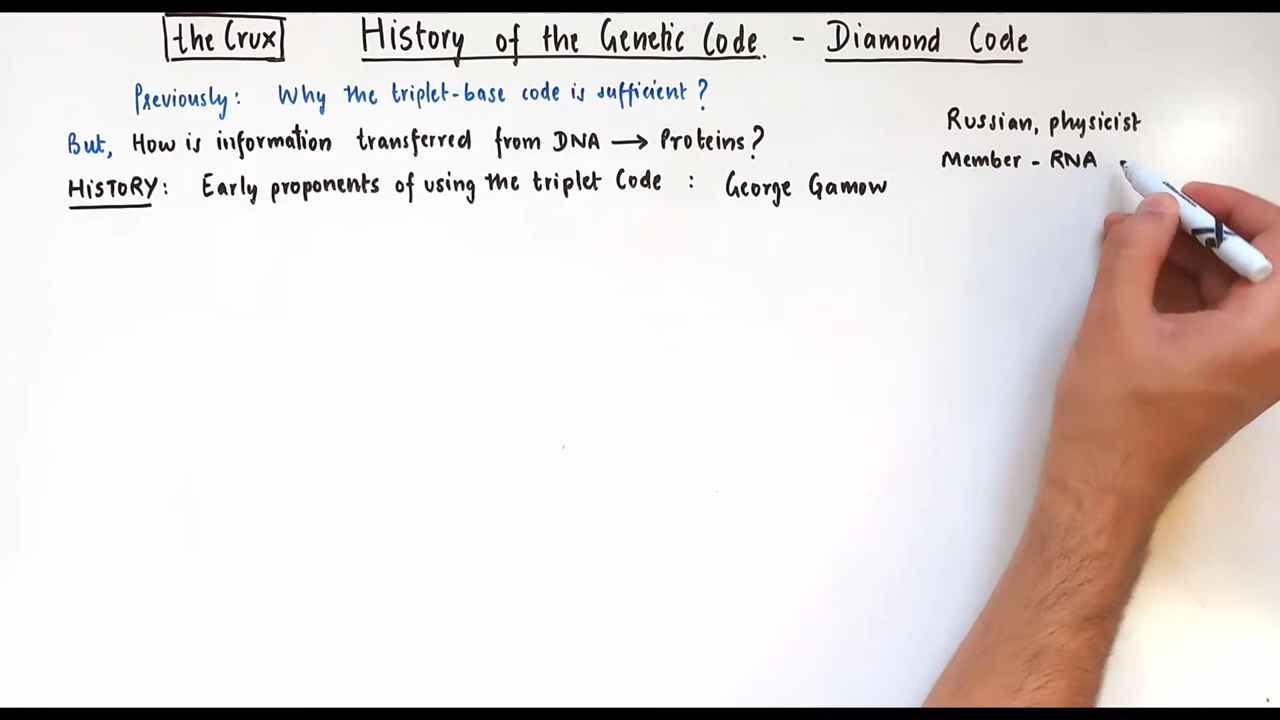 the Crux History of the Genetic Code. - Diamond Code
Previously: Why the triplet-base code is sufficient?
But, How is information transferred from DNA → Proteins?
HISTORY: Early proponents of using the triplet Code : George Gamow
Russian, physicist
Member - RNA